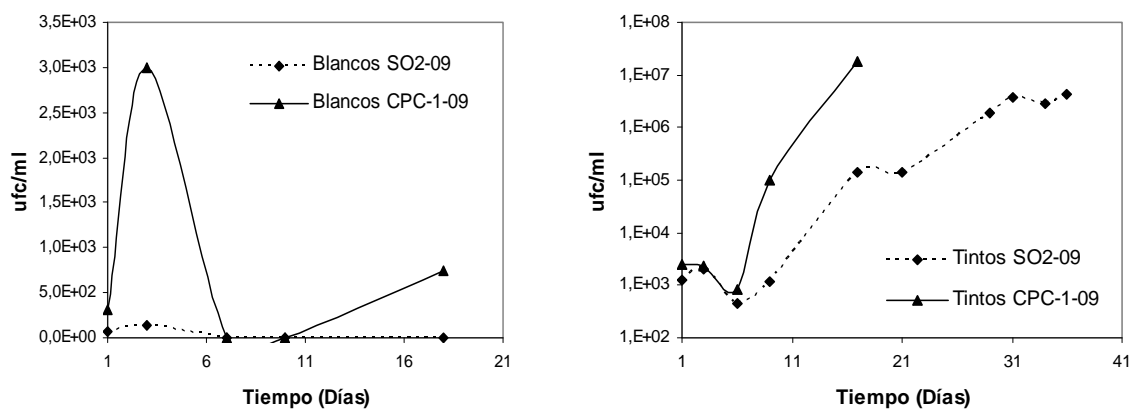 3,5E+03
3,0E+03
2,5E+03
2,0E+03
1,5E+03
1,0E+03
5,0E+02
0,0E+00
ufc/ml
1 6 11 16 21
Tiempo (Días)
Blancos SO2-09
Blancos CPC-1-09
1,E+08
1,E+07
1,E+06
1,E+05
1,E+04
1,E+03
1,E+02
ufc/ml
1 11 21 31 41
Tiempo (Días)
Tintos SO2-09
Tintos CPC-1-09